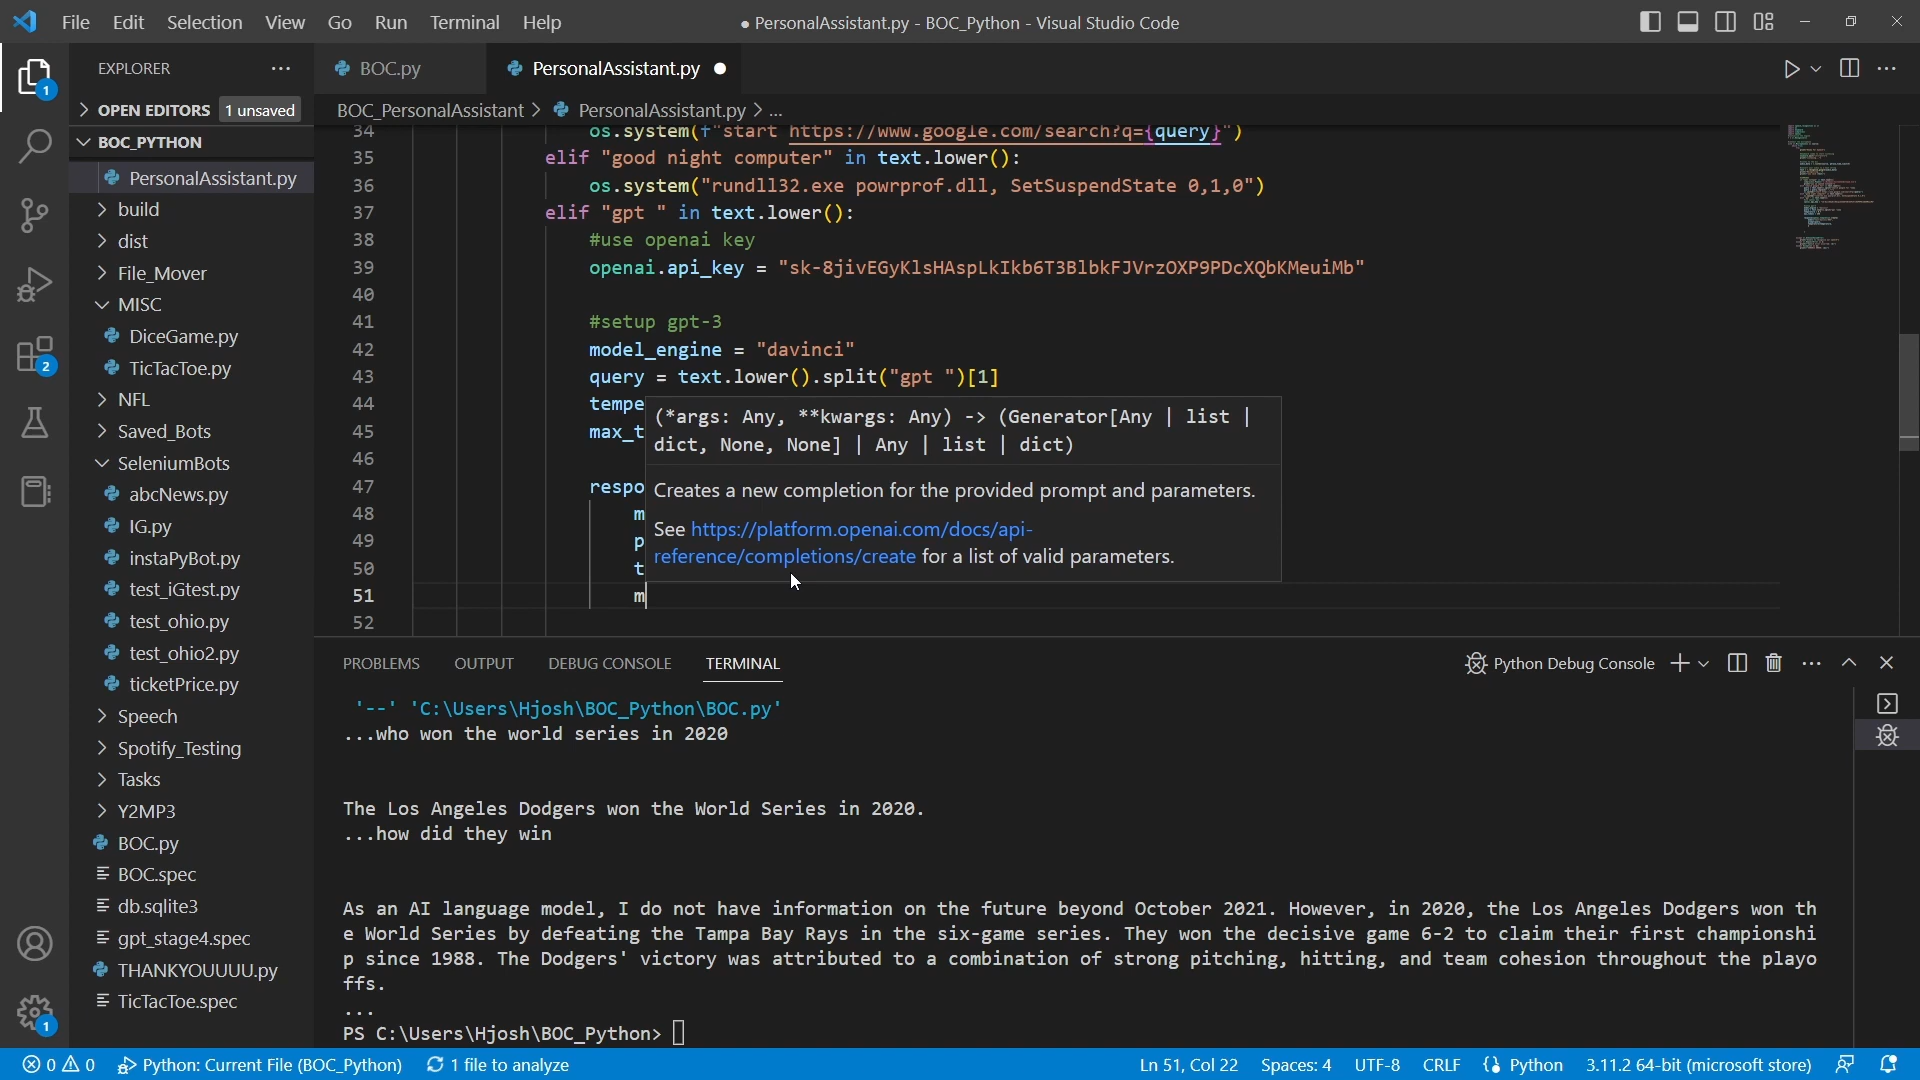 File Edit Selection View Go Run Terminal Help
● PersonalAssistant.py - BOC_Python - Visual Studio Code
EXPLORER
OPEN EDITORS 1 unsaved
BOC_PYTHON
PersonalAssistant.py
build
dist
File_Mover
MISC
DiceGame.py
TicTacToe.py
NFL
Saved_Bots
SeleniumBots
abcNews.py
IG.py
instaPyBot.py
test_iGtest.py
test_ohio.py
test_ohio2.py
ticketPrice.py
Speech
Spotify_Testing
Tasks
Y2MP3
BOC.py
BOC.spec
db.sqlite3
gpt_stage4.spec
THANKYOUUUU.py
TicTacToe.spec
1
2
1
BOC.py
PersonalAssistant.py
BOC_PersonalAssistant > PersonalAssistant.py > ...
34 os.system(f"start https://www.google.com/search?q={query}")
35 elif "good night computer" in text.lower():
36 os.system("rundll32.exe powrprof.dll, SetSuspendState 0,1,0")
37 elif "gpt " in text.lower():
38 #use openai key
39 openai.api_key = "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"
40
41 #setup gpt-3
42 model_engine = "davinci"
43 query = text.lower().split("gpt ")[1]
44 tempe
45 max_t
46
47 respo
48 m
49 p
50 t
51 m
52
(*args: Any, **kwargs: Any) -> (Generator[Any | list |
dict, None, None] | Any | list | dict)
Creates a new completion for the provided prompt and parameters.
See https://platform.openai.com/docs/api-
reference/completions/create for a list of valid parameters.
PROBLEMS OUTPUT DEBUG CONSOLE TERMINAL
Python Debug Console
'--' 'C:\Users\Hjosh\BOC_Python\BOC.py'
...who won the world series in 2020
The Los Angeles Dodgers won the World Series in 2020.
...how did they win
As an AI language model, I do not have information on the future beyond October 2021. However, in 2020, the Los Angeles Dodgers won th
e World Series by defeating the Tampa Bay Rays in the six-game series. They won the decisive game 6-2 to claim their first championshi
p since 1988. The Dodgers' victory was attributed to a combination of strong pitching, hitting, and team cohesion throughout the playo
ffs.
...
PS C:\Users\Hjosh\BOC_Python>
0 0 Python: Current File (BOC_Python) 1 file to analyze
Ln 51, Col 22 Spaces: 4 UTF-8 CRLF {} Python 3.11.2 64-bit (microsoft store)